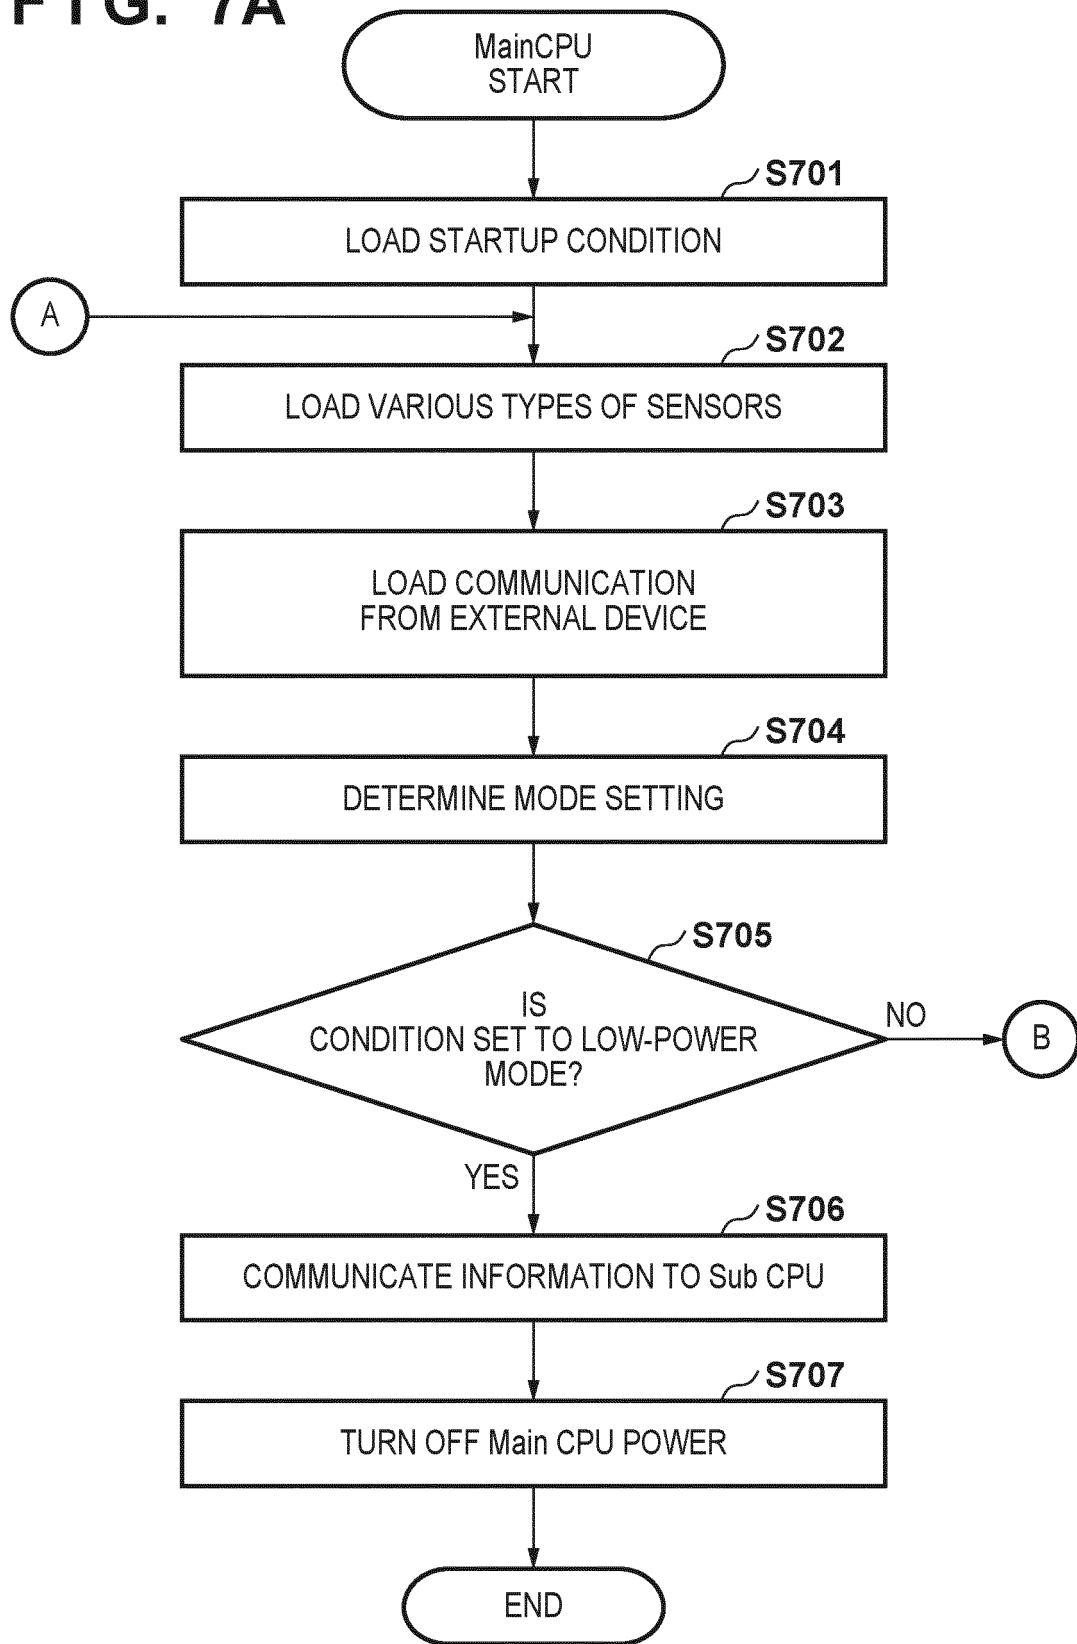 FIG. 7A
MainCPU
START
S701
LOAD STARTUP CONDITION
A
S702
LOAD VARIOUS TYPES OF SENSORS
S703
LOAD COMMUNICATION
FROM EXTERNAL DEVICE
S704
DETERMINE MODE SETTING
S705
IS
CONDITION SET TO LOW-POWER
MODE?
NO
B
YES
S706
COMMUNICATE INFORMATION TO Sub CPU
S707
TURN OFF Main CPU POWER
END